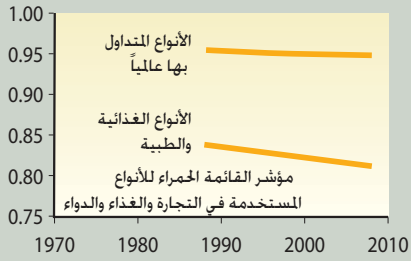 1.00
0.95
0.90
0.85
0.80
0.75
الأنواع المتداول
بها عالمياً
الأنواع الغذائية
والطبية
مؤشر القائمة الحمراء للأنواع
المستخدمة في التجارة والغذاء والدواء
1970 1980 1990 2000 2010